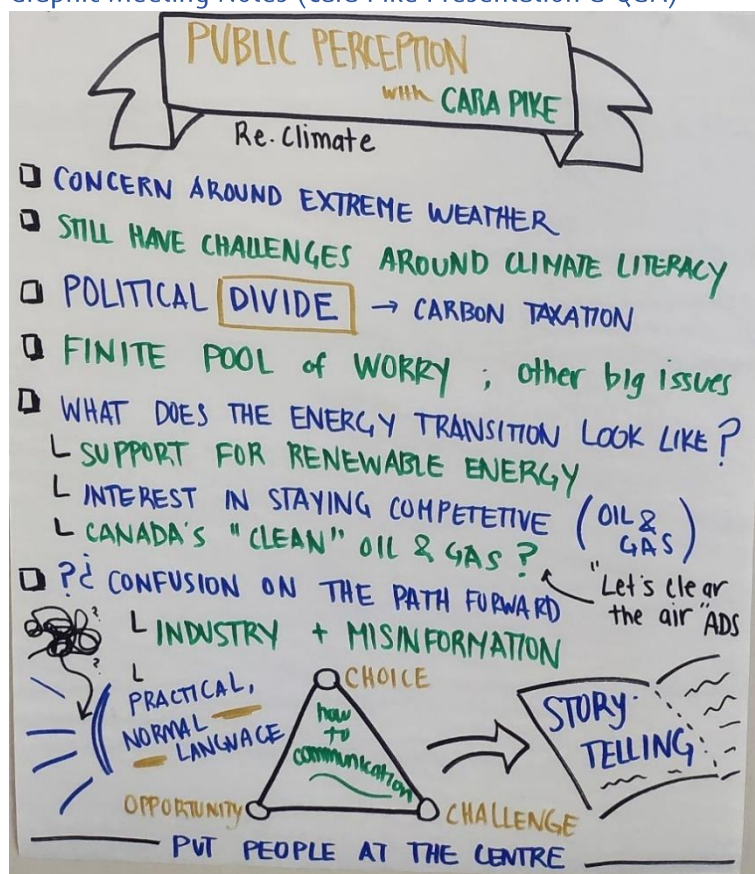 Graphic Meeting Notes (Cara Pike Presentation & Q&A)
PUBLIC PERCEPTION
with CARA PIKE
Re.Climate
CONCERN AROUND EXTREME WEATHER
STILL HAVE CHALLENGES AROUND CLIMATE LITERACY
POLITICAL DIVIDE → CARBON TAXATION
FINITE POOL of WORRY ; other big issues
WHAT DOES THE ENERGY TRANSITION LOOK LIKE?
SUPPORT FOR RENEWABLE ENERGY
INTEREST IN STAYING COMPETETIVE (OIL &
GAS)
CANADA'S "CLEAN" OIL & GAS?
"Let's clear
the air" ADS
?¿ CONFUSION ON THE PATH FORWARD
INDUSTRY + MISINFORMATION
PRACTICAL,
NORMAL
LANGUAGE
CHOICE
how
to
communication
OPPORTUNITY
CHALLENGE
STORY-
TELLING
PUT PEOPLE AT THE CENTRE